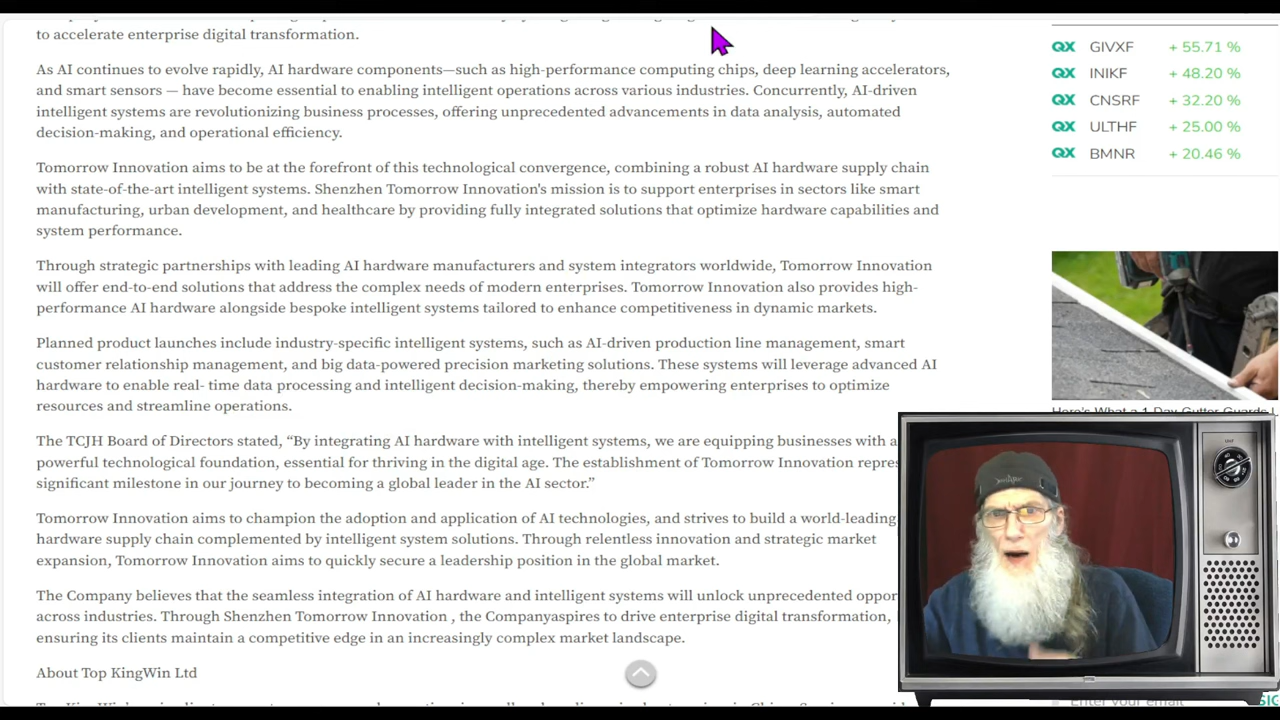 to accelerate enterprise digital transformation.
As AI continues to evolve rapidly, AI hardware components—such as high-performance computing chips, deep learning accelerators,
and smart sensors — have become essential to enabling intelligent operations across various industries. Concurrently, AI-driven
intelligent systems are revolutionizing business processes, offering unprecedented advancements in data analysis, automated
decision-making, and operational efficiency.
Tomorrow Innovation aims to be at the forefront of this technological convergence, combining a robust AI hardware supply chain
with state-of-the-art intelligent systems. Shenzhen Tomorrow Innovation's mission is to support enterprises in sectors like smart
manufacturing, urban development, and healthcare by providing fully integrated solutions that optimize hardware capabilities and
system performance.
Through strategic partnerships with leading AI hardware manufacturers and system integrators worldwide, Tomorrow Innovation
will offer end-to-end solutions that address the complex needs of modern enterprises. Tomorrow Innovation also provides high-
performance AI hardware alongside bespoke intelligent systems tailored to enhance competitiveness in dynamic markets.
Planned product launches include industry-specific intelligent systems, such as AI-driven production line management, smart
customer relationship management, and big data-powered precision marketing solutions. These systems will leverage advanced AI
hardware to enable real- time data processing and intelligent decision-making, thereby empowering enterprises to optimize
resources and streamline operations.
The TCJH Board of Directors stated, “By integrating AI hardware with intelligent systems, we are equipping businesses with a
powerful technological foundation, essential for thriving in the digital age. The establishment of Tomorrow Innovation repres
significant milestone in our journey to becoming a global leader in the AI sector.”
Tomorrow Innovation aims to champion the adoption and application of AI technologies, and strives to build a world-leading
hardware supply chain complemented by intelligent system solutions. Through relentless innovation and strategic market
expansion, Tomorrow Innovation aims to quickly secure a leadership position in the global market.
The Company believes that the seamless integration of AI hardware and intelligent systems will unlock unprecedented oppor
across industries. Through Shenzhen Tomorrow Innovation , the Companyaspires to drive enterprise digital transformation,
ensuring its clients maintain a competitive edge in an increasingly complex market landscape.
About Top KingWin Ltd
QX GIVXF + 55.71 %
QX INIKF + 48.20 %
QX CNSRF + 32.20 %
QX ULTHF + 25.00 %
QX BMNR + 20.46 %
Here's What a 1-Day Gutter Guards
Enter your email